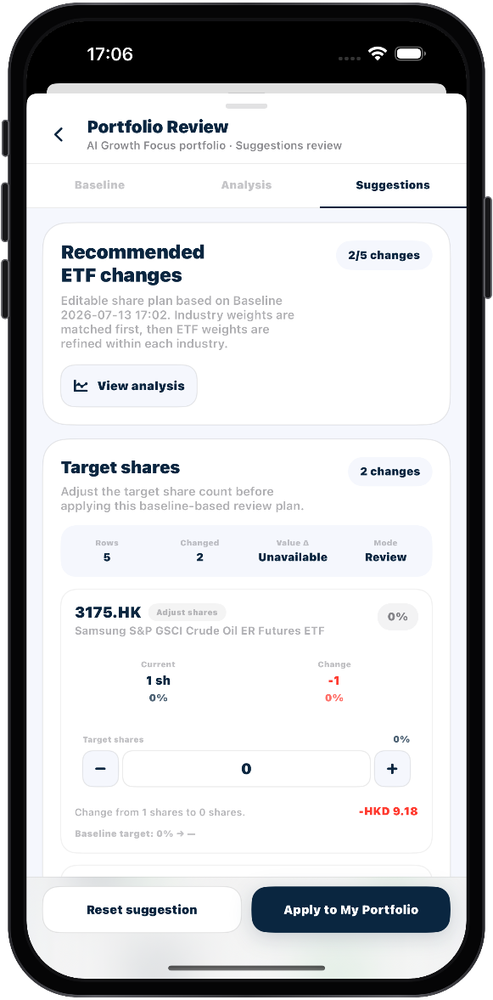 17:06
Portfolio Review
AI Growth Focus portfolio · Suggestions review
Baseline
Analysis
Suggestions
Recommended
ETF changes
2/5 changes
Editable share plan based on Baseline
2026-07-13 17:02. Industry weights are
matched first, then ETF weights are
refined within each industry.
View analysis
Target shares
2 changes
Adjust the target share count before
applying this baseline-based review plan.
Rows
Changed
Value Δ
Mode
5
2
Unavailable
Review
3175.HK
Adjust shares
0%
Samsung S&P GSCI Crude Oil ER Futures ETF
Current
Change
1 sh
-1
0%
0%
Target shares
0%
−
0
+
Change from 1 shares to 0 shares.
-HKD 9.18
Baseline target: 0% → —
Reset suggestion
Apply to My Portfolio